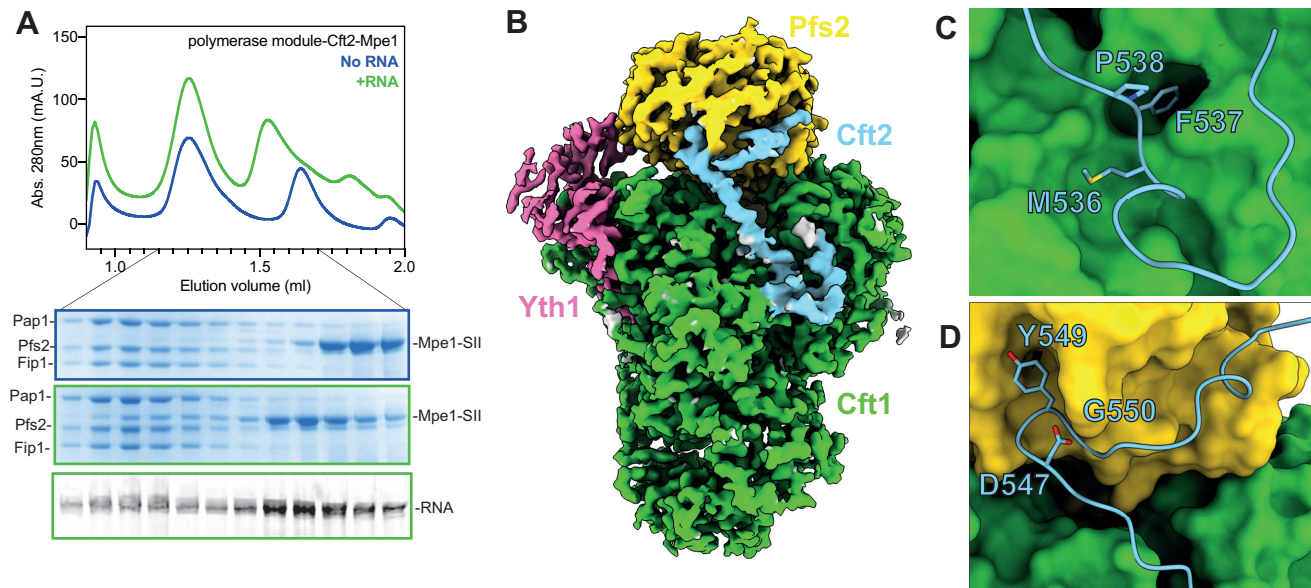 A
polymerase module-Cft2-Mpe1
No RNA
+RNA
150
100
50
0
Abs. 280nm (mA.U.)
1.0
1.5
2.0
Elution volume (ml)
Pap1-
Pfs2-
Fip1-
-Mpe1-SII
Pap1-
Pfs2-
Fip1-
-Mpe1-SII
-RNA
B
Pfs2
Cft2
Yth1
Cft1
C
P538
F537
M536
D
Y549
G550
D547